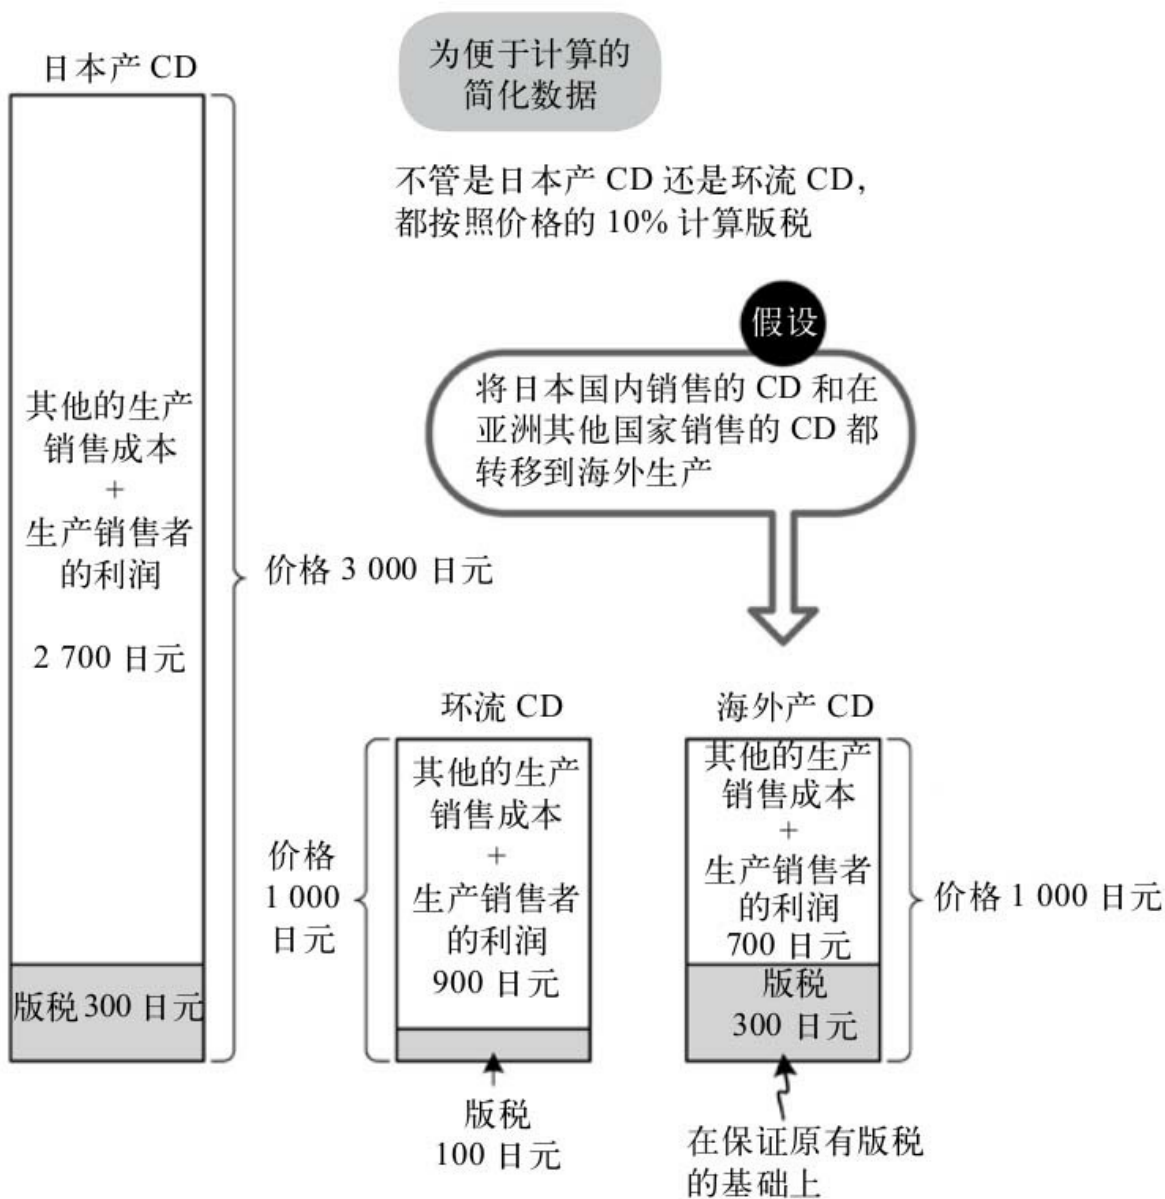 为便于计算的
简化数据
不管是日本产 CD 还是环流 CD，
都按照价格的 10% 计算版税
日本产 CD
其他的生产
销售成本
+
生产销售者
的利润
2 700 日元
版税 300 日元
价格 3 000 日元
假设
将日本国内销售的 CD 和在
亚洲其他国家销售的 CD 都
转移到海外生产
环流 CD
价格
1 000
日元
其他的生产
销售成本
+
生产销售者
的利润
900 日元
版税
100 日元
海外产 CD
其他的生产
销售成本
+
生产销售者
的利润
700 日元
版税
300 日元
价格 1 000 日元
在保证原有版税
的基础上